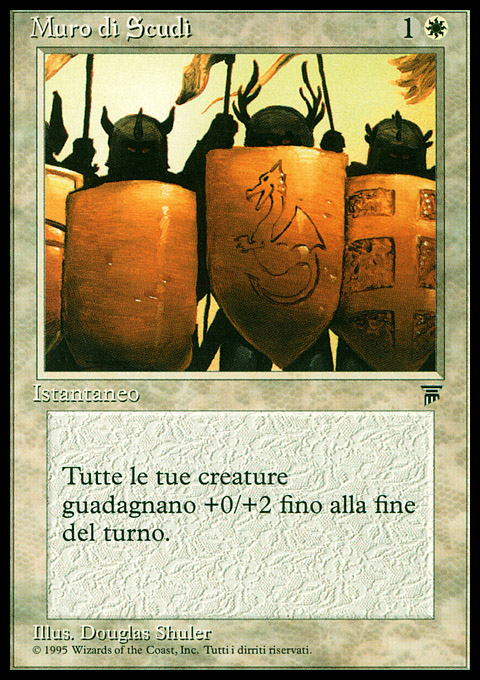 Muro di Scudi 1
Istantaneo
Tutte le tue creature
guadagnano +0/+2 fino alla fine
del turno.
Illus. Douglas Shuler
© 1995 Wizards of the Coast, Inc. Tutti i dirriti riservati.